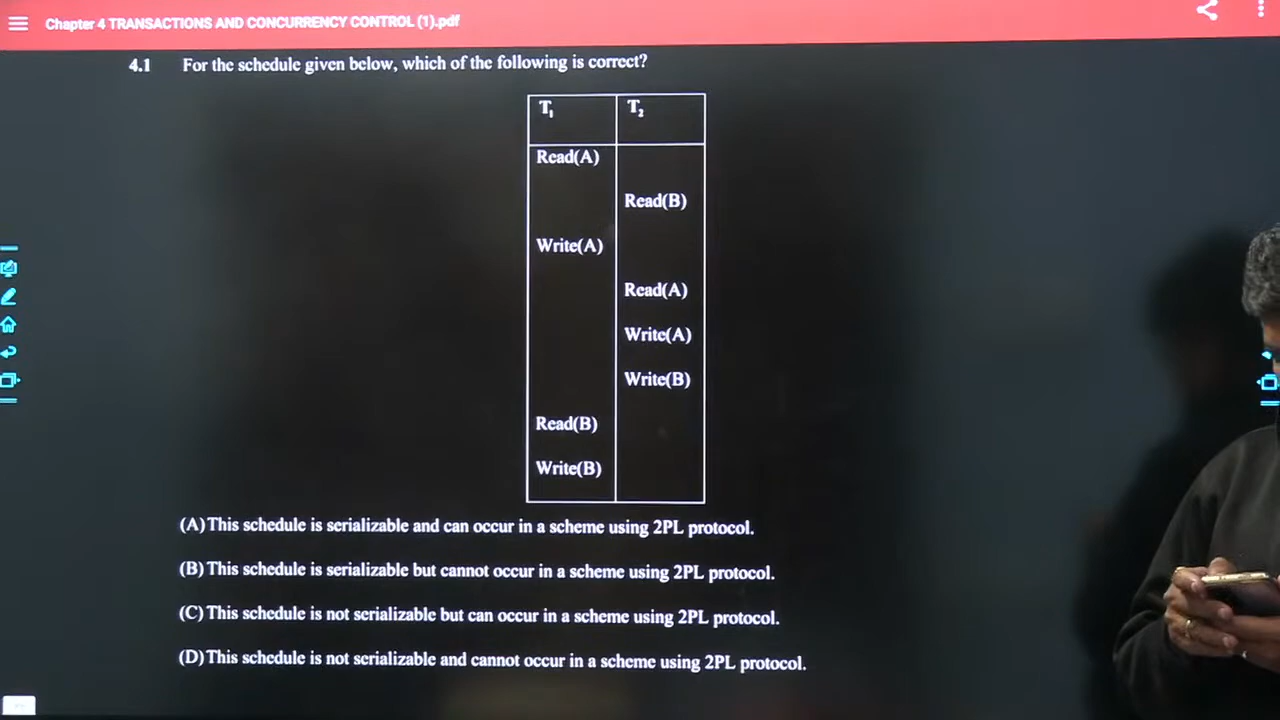 Chapter 4 TRANSACTIONS AND CONCURRENCY CONTROL (1).pdf
4.1 For the schedule given below, which of the following is correct?
T1 T2
Read(A)
Read(B)
Write(A)
Read(A)
Write(A)
Write(B)
Read(B)
Write(B)
(A) This schedule is serializable and can occur in a scheme using 2PL protocol.
(B) This schedule is serializable but cannot occur in a scheme using 2PL protocol.
(C) This schedule is not serializable but can occur in a scheme using 2PL protocol.
(D) This schedule is not serializable and cannot occur in a scheme using 2PL protocol.